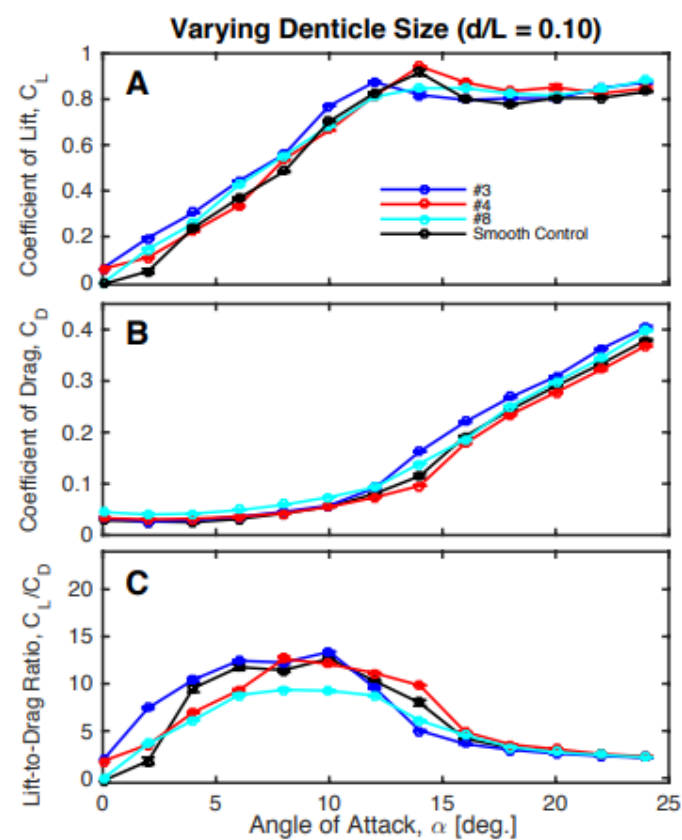 Varying Denticle Size (d/L = 0.10)
A
Coefficient of Lift, C_L
1
0.8
0.6
0.4
0.2
0
#3
#4
#8
Smooth Control
B
Coefficient of Drag, C_D
0.4
0.3
0.2
0.1
0
C
Lift-to-Drag Ratio, C_L/C_D
20
15
10
5
0
0 5 10 15 20 25
Angle of Attack, α [deg.]